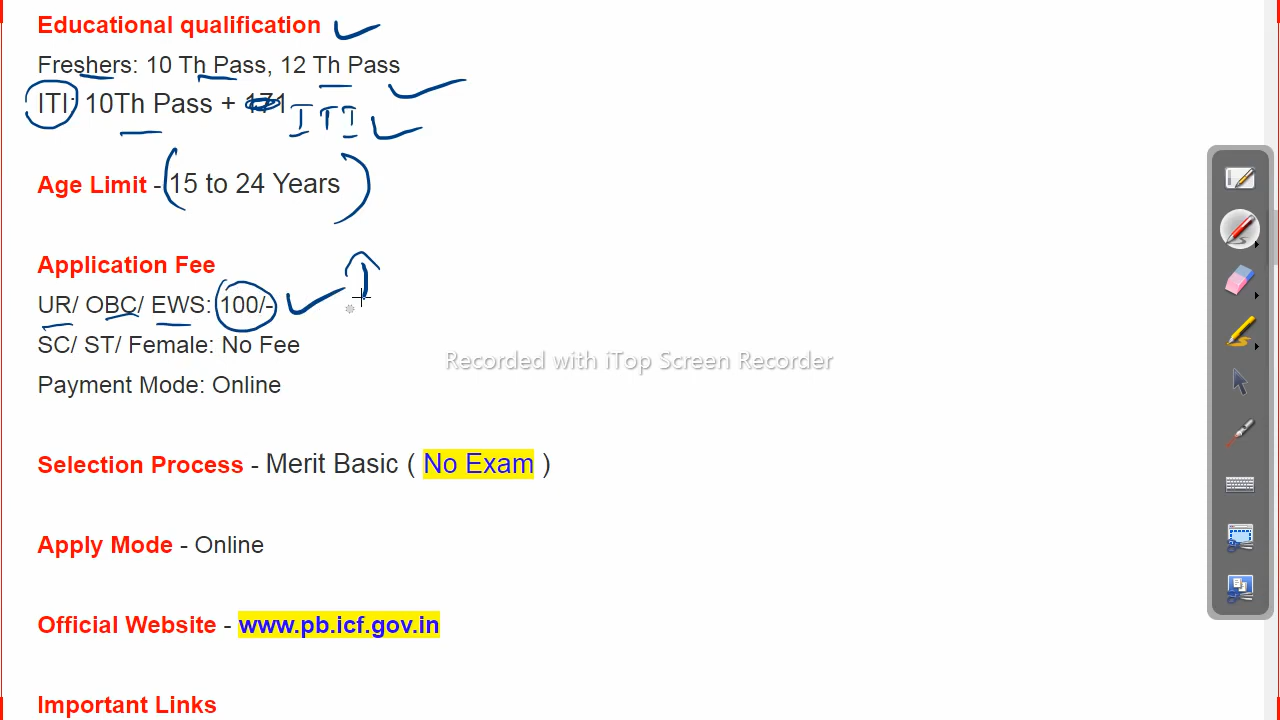 Educational qualification
Freshers: 10 Th Pass, 12 Th Pass
ITI: 10Th Pass + ITI
Age Limit - 15 to 24 Years
Application Fee
UR/ OBC/ EWS: 100/-
SC/ ST/ Female: No Fee
Recorded with iTop Screen Recorder
Payment Mode: Online
Selection Process - Merit Basic ( No Exam )
Apply Mode - Online
Official Website - www.pb.icf.gov.in
Important Links